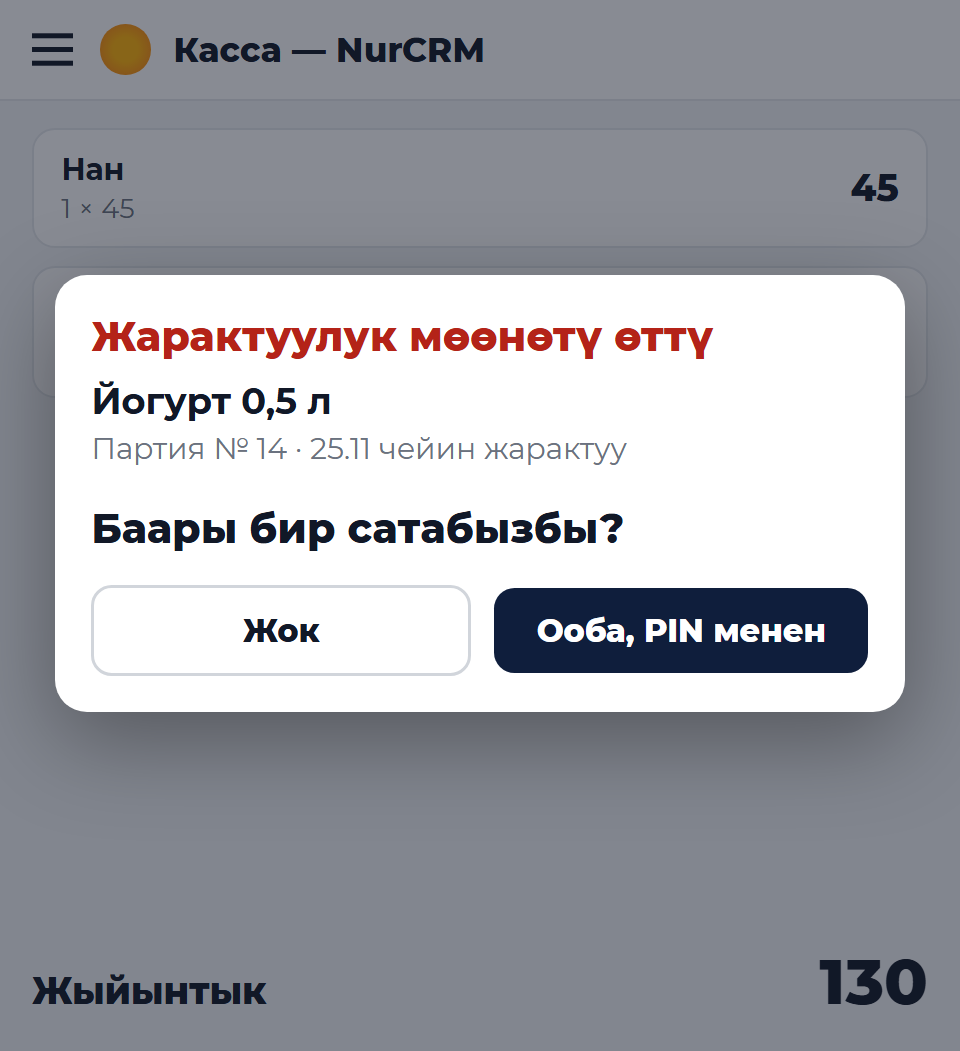 Касса — NurCRM
Нан
1 × 45
45
Жарактуулук мөөнөтү өттү
Йогурт 0,5 л
Партия № 14 · 25.11 чейин жарактуу
Баары бир сатабызбы?
Жок
Ооба, PIN менен
Жыйынтык
130